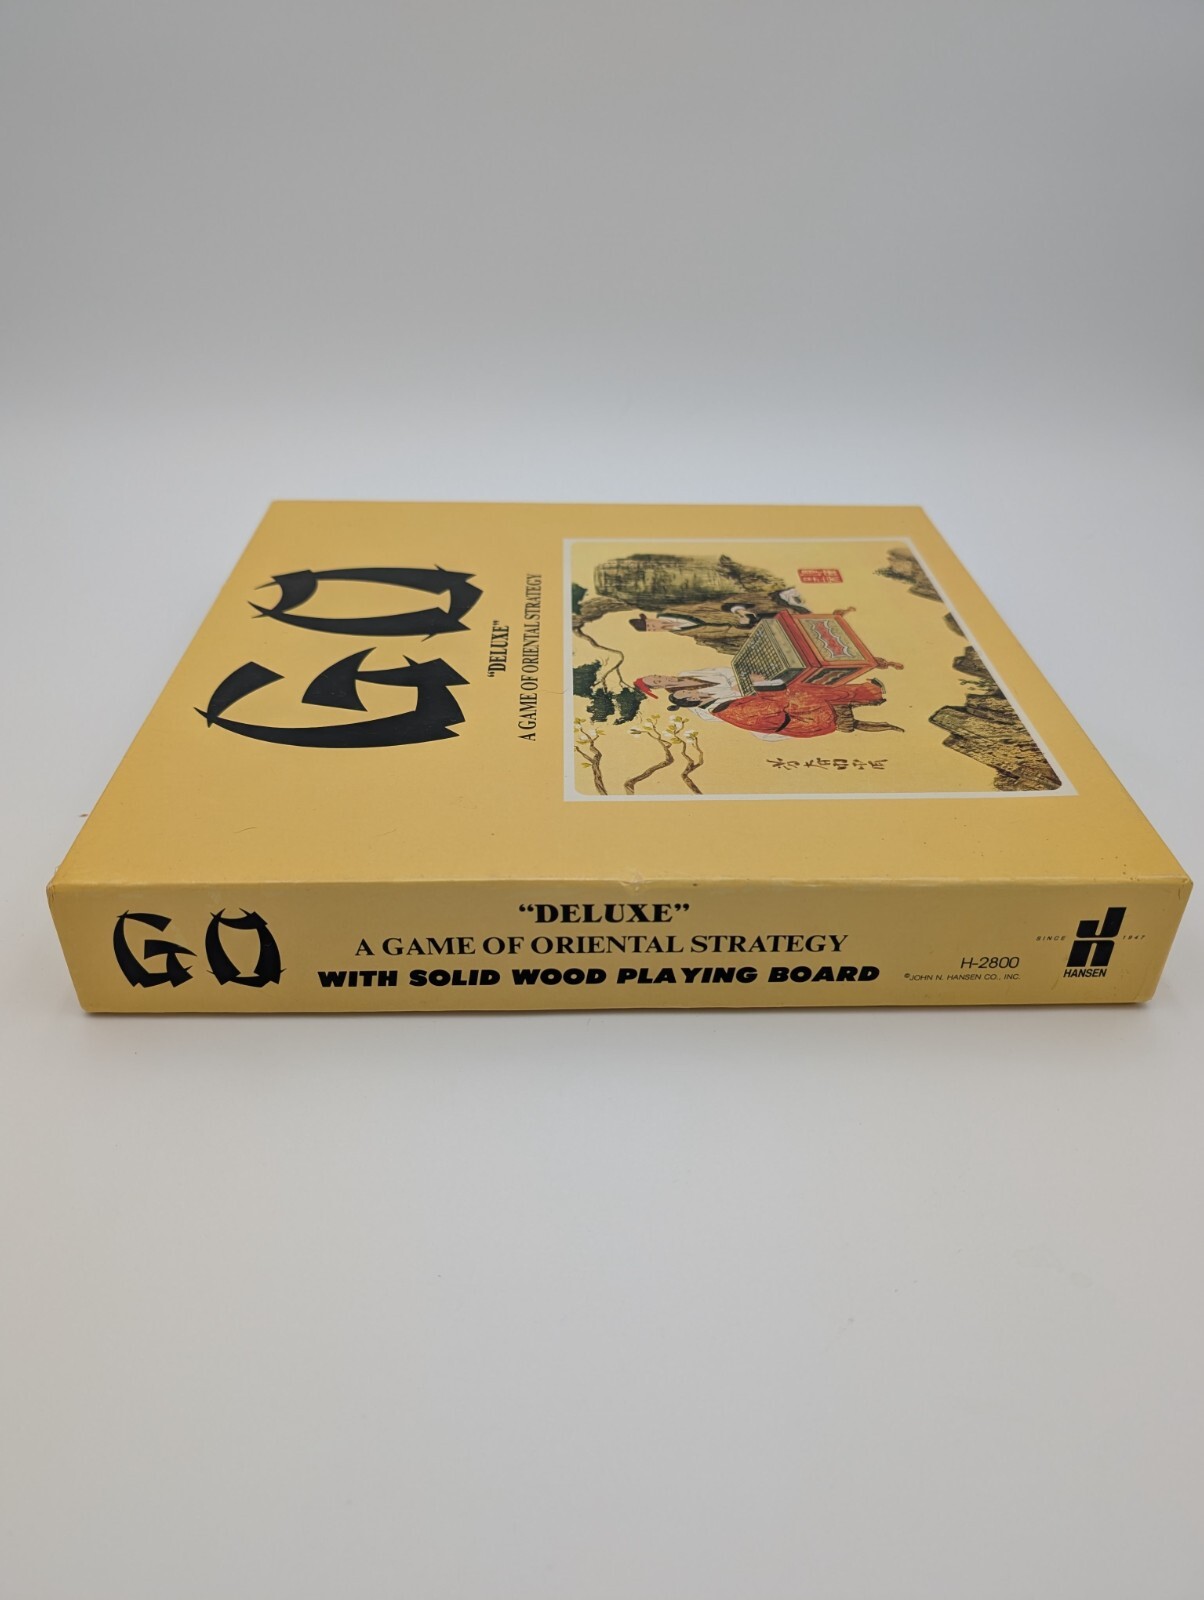 GO
"DELUXE"
A GAME OF ORIENTAL STRATEGY
GO
“DELUXE”
A GAME OF ORIENTAL STRATEGY
WITH SOLID WOOD PLAYING BOARD
H-2800
©JOHN N. HANSEN CO., INC.
SINCE 1847
HANSEN